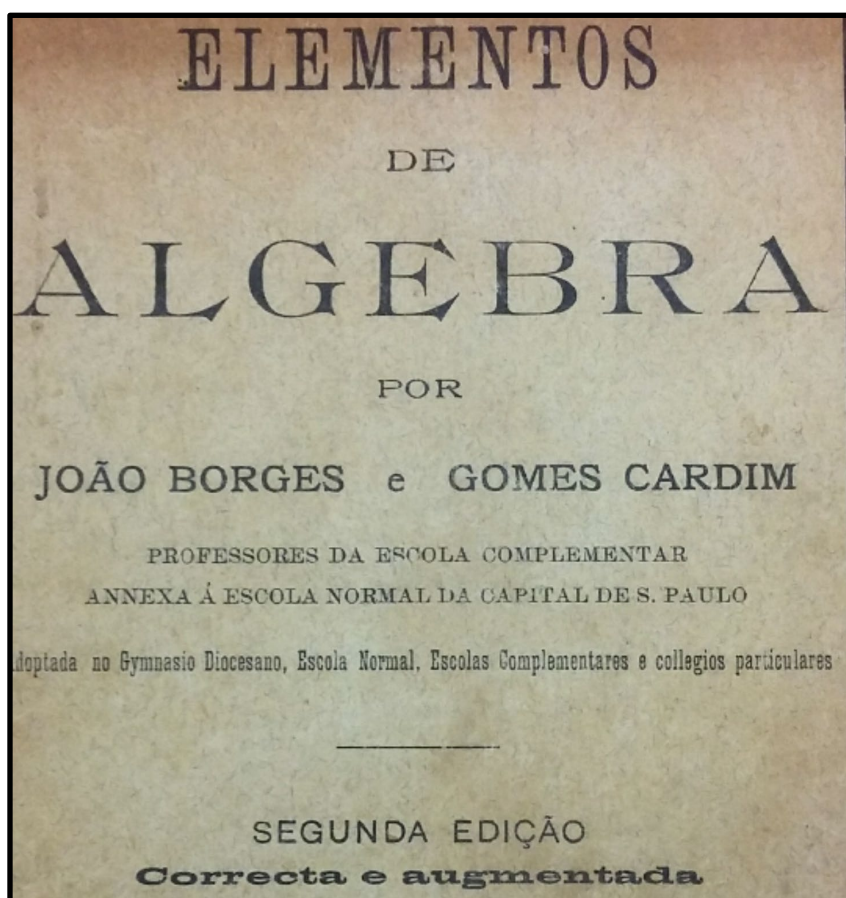 ELEMENTOS
DE
ALGEBRA
POR
JOÃO BORGES e GOMES CARDIM
PROFESSORES DA ESCOLA COMPLEMENTAR
ANNEXA Á ESCOLA NORMAL DA CAPITAL DE S. PAULO
doptada no Gymnasio Diocesano, Escola Normal, Escolas Complementares e collegios particulares
SEGUNDA EDIÇÃO
Correcta e augmentada